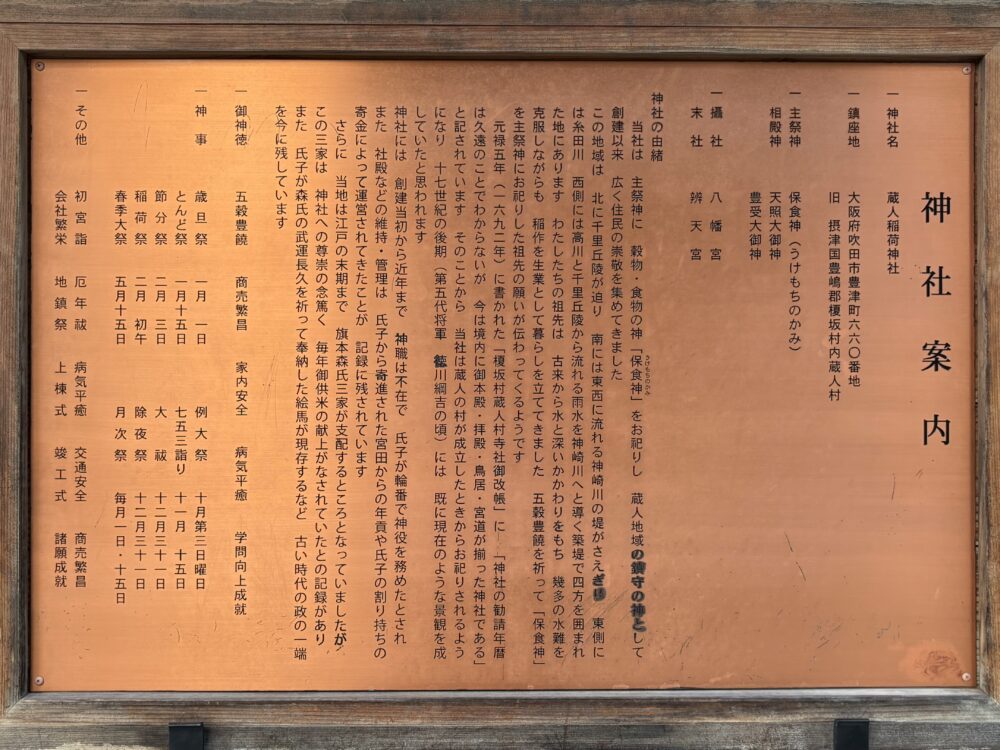 神社案内
一 神社名 蔵人稲荷神社
一 鎮座地 大阪府吹田市豊津町六六〇番地
旧 摂津国豊嶋郡榎坂村内蔵人村
一 主祭神 保食神(うけもちのかみ)
相殿神 天照大御神
豊受大御神
一 攝社 八幡宮
末社 辨天宮
神社の由緒
当社は 主祭神に 穀物・食物の神「保食神」をお祀りし 蔵人地域の鎮守の神として
うけもちのかみ
創建以来 広く住民の崇敬を集めてきました
この地域は 北に千里丘陵が迫り 南には東西に流れる神崎川の堤がさえぎり 東側に
は糸田川 西側には高川と千里丘陵から流れる雨水を神崎川へと導く築堤で四方を囲まれ
た地にあります わたしたちの祖先は 古来から水と深いかかわりをもち 幾多の水難を
克服しながらも 稲作を生業として暮らしを立ててきました 五穀豊饒を祈って「保食神」
を主祭神にお祀りした祖先の願いが伝わってくるようです
元禄五年(一六九二年)に書かれた「榎坂村蔵人村寺社御改帳」に 「神社の勧請年暦
は久遠のことでわからないが 今は境内に御本殿・拝殿・鳥居・宮道が揃った神社である」
と記されています そのことから 当社は蔵人の村が成立したときからお祀りされるよう
になり 十七世紀の後期(第五代将軍 徳川綱吉の頃)には 既に現在のような景観を成
していたと思われます
神社には 創建当初から近年まで 神職は不在で 氏子が輪番で神役を務めたとされ
また 社殿などの維持・管理は 氏子から寄進された宮田からの年貢や氏子の割り持ちの
寄金によって運営されてきたことが 記録に残されています
さらに 当地は江戸の末期まで 旗本森氏三家が支配するところとなっていましたが
この三家は 神社への尊崇の念篤く 毎年御供米の献上がなされていたとの記録があり
また 氏子が森氏の武運長久を祈って奉納した絵馬が現存するなど 古い時代の政の一端
を今に残しています
一 御神徳 五穀豊饒 商売繁昌 家内安全 病気平癒 学問向上成就
一 神事 歳旦祭 一月 一日 例大祭 十月第三日曜日
とんど祭 一月十五日 七五三詣り 十一月 十五日
節分祭 二月 三日 大祓 十二月三十一日
稲荷祭 二月 初午 除夜祭 十二月三十一日
春季大祭 五月十五日 月次祭 毎月一日・十五日
一 その他 初宮詣 厄年祓 病気平癒 交通安全 商売繁昌
会社繁栄 地鎮祭 上棟式 竣工式 諸願成就